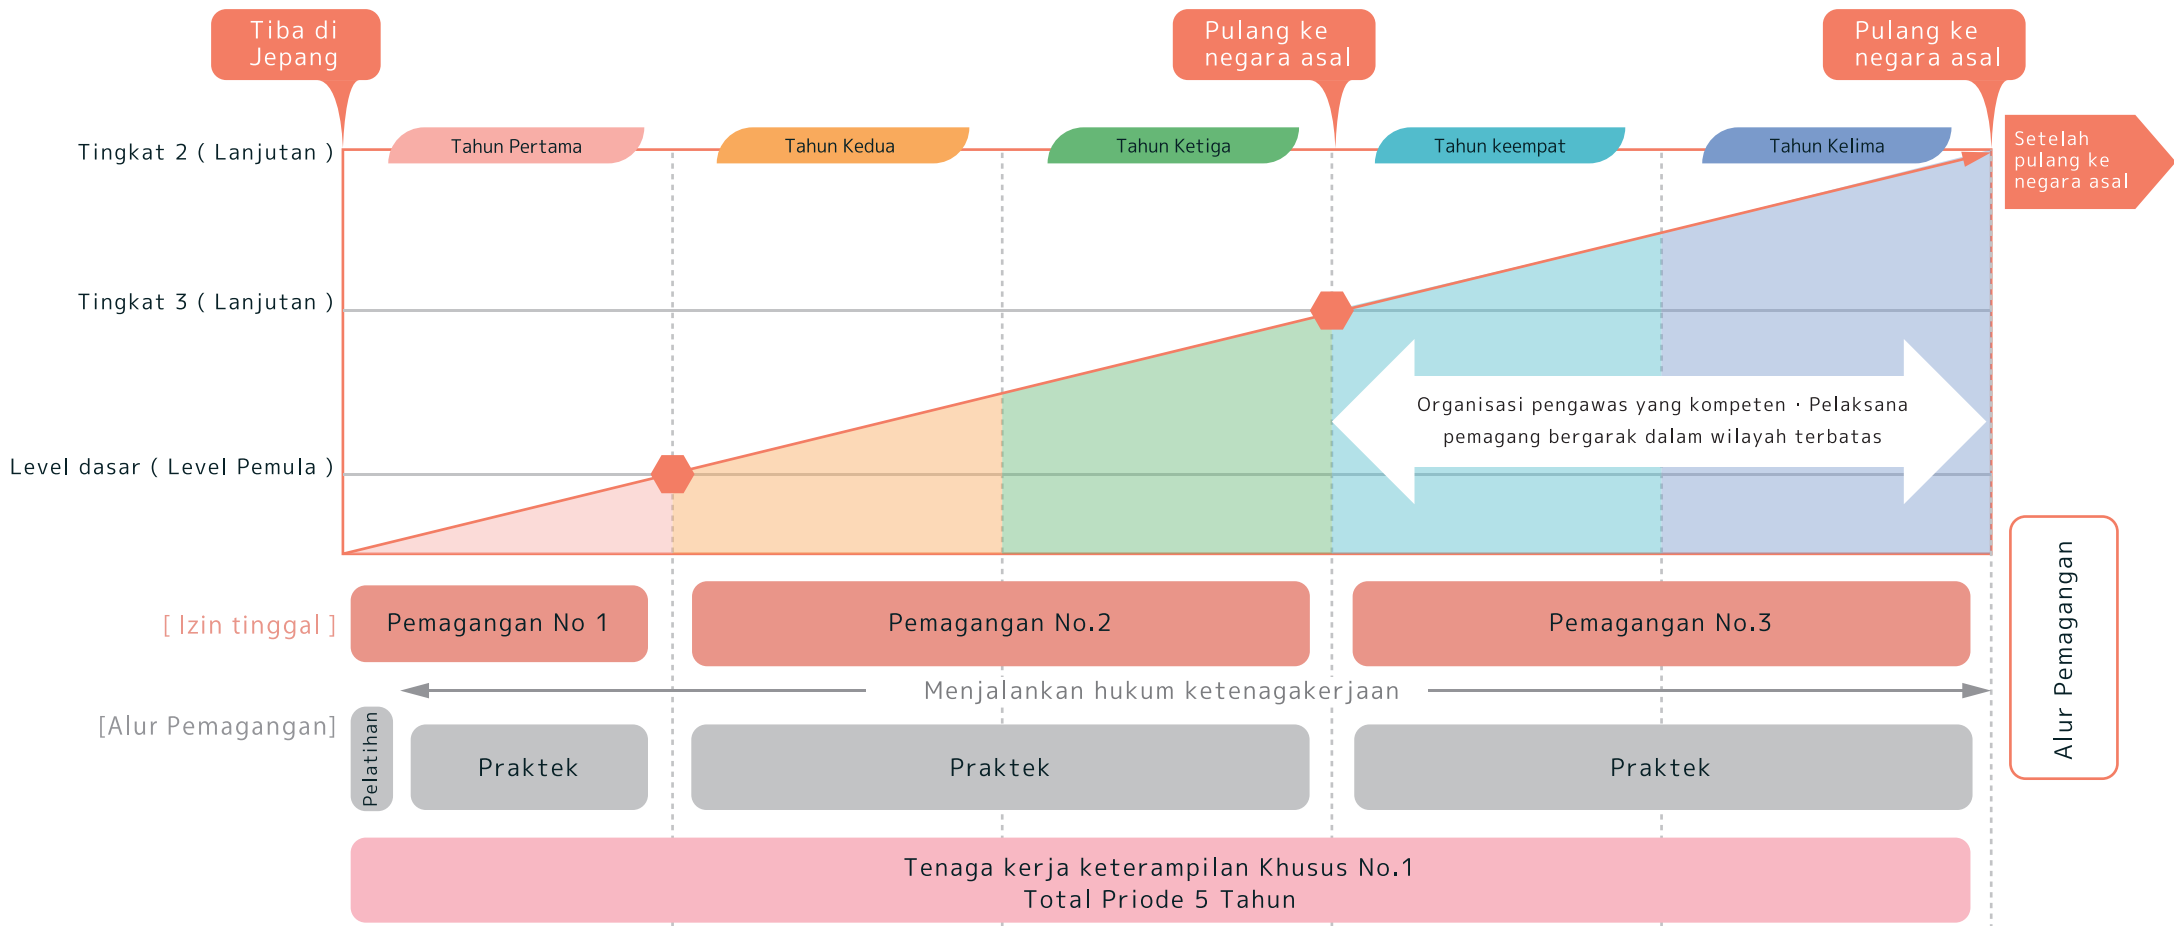 Tiba di
Jepang
Pulang ke
negara asal
Pulang ke
negara asal
Tingkat 2 ( Lanjutan )
Tahun Pertama
Tahun Kedua
Tahun Ketiga
Tahun keempat
Tahun Kelima
Setelah
pulang ke
negara asal
Tingkat 3 ( Lanjutan )
Organisasi pengawas yang kompeten · Pelaksana
pemagang bergarak dalam wilayah terbatas
Level dasar ( Level Pemula )
[ Izin tinggal ]
Pemagangan No 1
Pemagangan No.2
Pemagangan No.3
Alur Pemagangan
Menjalankan hukum ketenagakerjaan
[Alur Pemagangan]
Pelatihan
Praktek
Praktek
Praktek
Tenaga kerja keterampilan Khusus No.1
Total Priode 5 Tahun